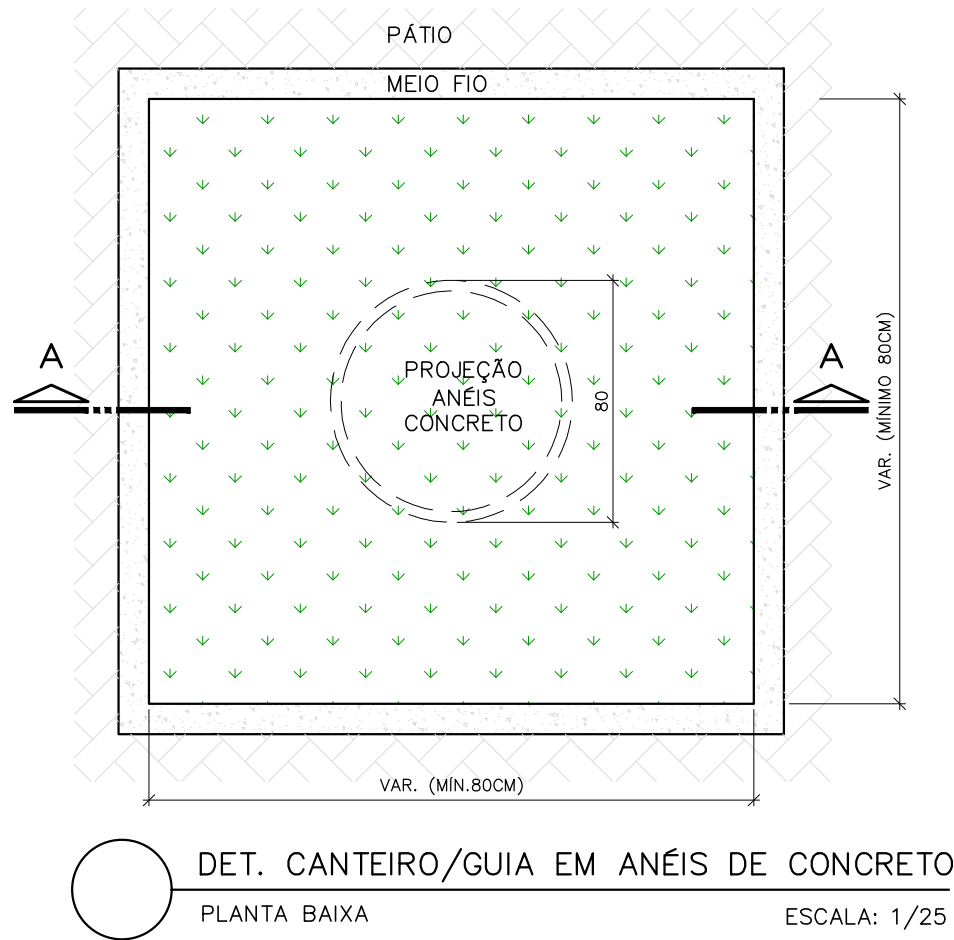 PÁTIO
MEIO FIO
A
A
PROJEÇÃO
ANÉIS
CONCRETO
80
VAR. (MÍNIMO 80CM)
VAR. (MÍN.80CM)
DET. CANTEIRO/GUIA EM ANÉIS DE CONCRETO
PLANTA BAIXA
ESCALA: 1/25